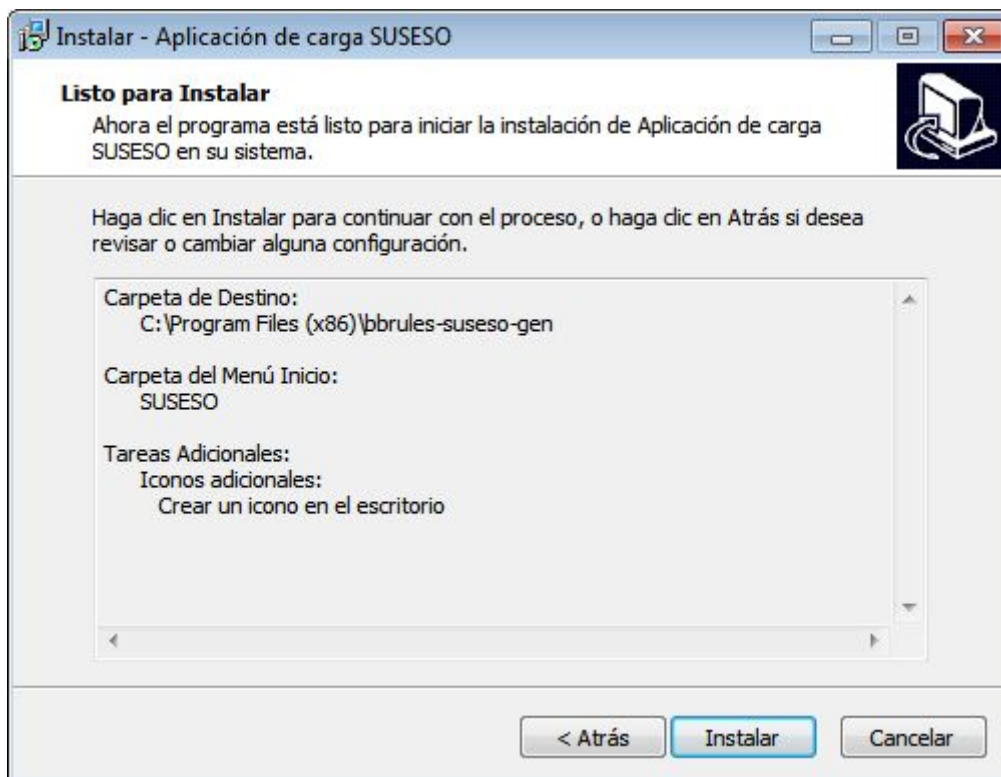 Instalar - Aplicación de carga SUSESO
Listo para Instalar
Ahora el programa está listo para iniciar la instalación de Aplicación de carga
SUSESO en su sistema.
Haga clic en Instalar para continuar con el proceso, o haga clic en Atrás si desea
revisar o cambiar alguna configuración.
Carpeta de Destino:
C:\Program Files (x86)\bbrules-suseso-gen
Carpeta del Menú Inicio:
SUSESO
Tareas Adicionales:
Iconos adicionales:
Crear un icono en el escritorio
< Atrás
Instalar
Cancelar